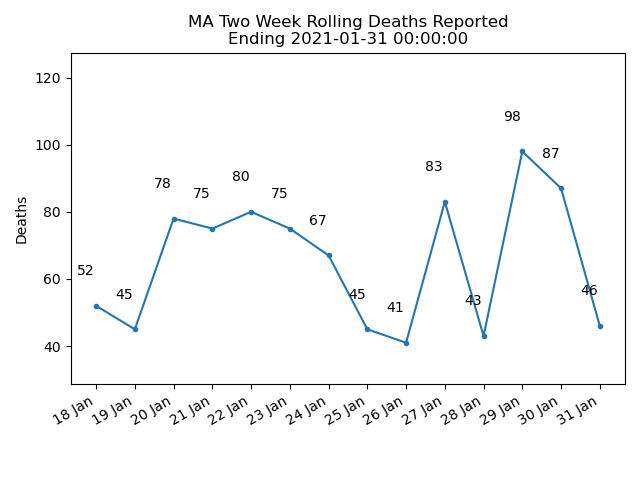 MA Two Week Rolling Deaths Reported
Ending 2021-01-31 00:00:00
Deaths
120
100
80
60
40
52
45
78
75
80
75
67
45
41
83
43
98
87
46
18 Jan
19 Jan
20 Jan
21 Jan
22 Jan
23 Jan
24 Jan
25 Jan
26 Jan
27 Jan
28 Jan
29 Jan
30 Jan
31 Jan